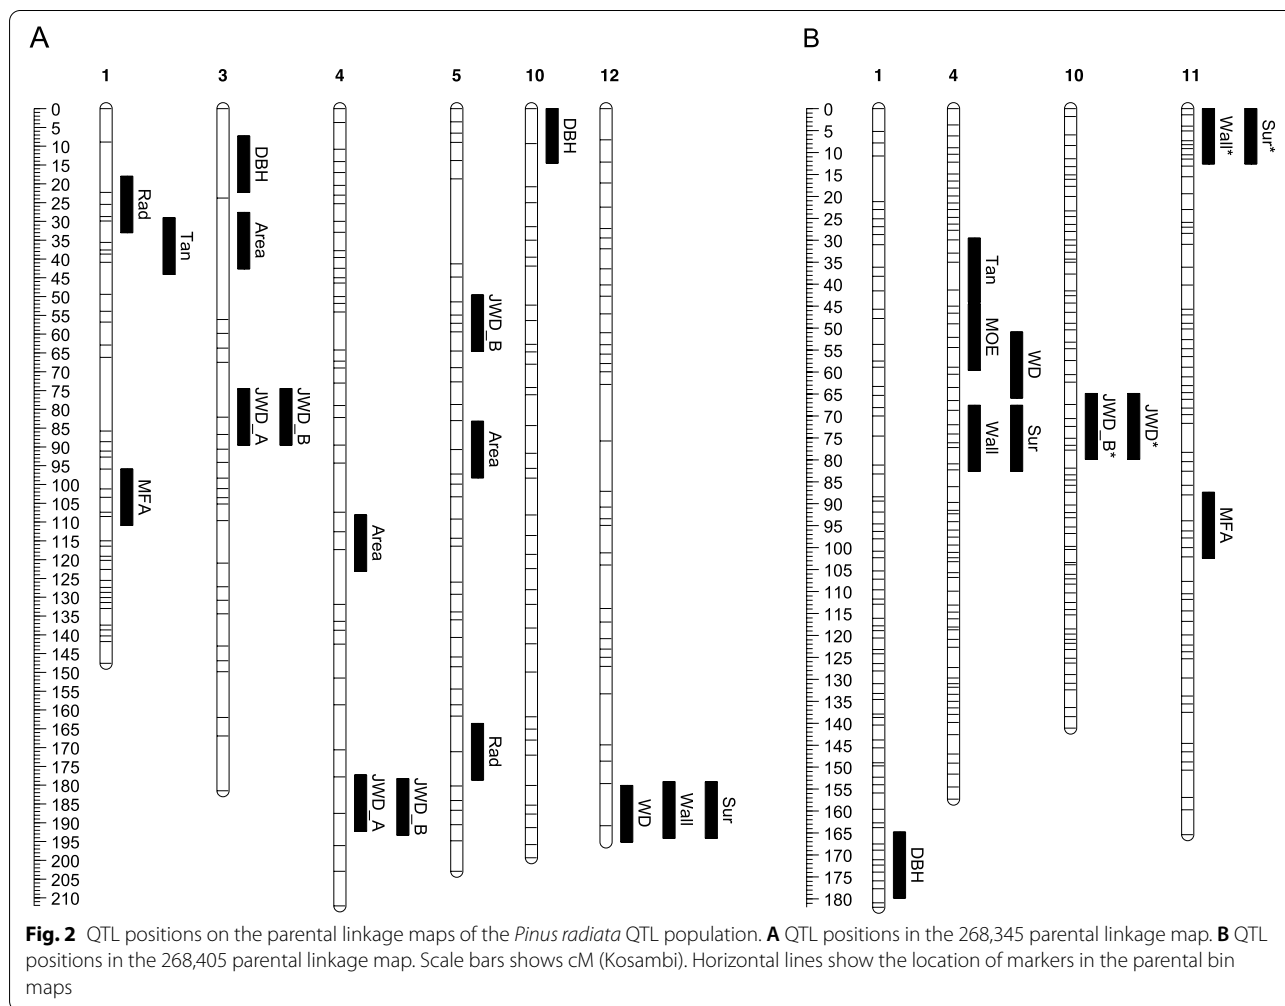 A
B
1 3 4 5 10 12
1 4 10 11
0
5
10
15
20
25
30
35
40
45
50
55
60
65
70
75
80
85
90
95
100
105
110
115
120
125
130
135
140
145
150
155
160
165
170
175
180
185
190
195
200
205
210
Rad
Tan
MFA
DBH
Area
JWD_A
JWD_B
Area
JWD_A
JWD_B
JWD_B
Area
Rad
DBH
WD
Wall
Sur
0
5
10
15
20
25
30
35
40
45
50
55
60
65
70
75
80
85
90
95
100
105
110
115
120
125
130
135
140
145
150
155
160
165
170
175
180
DBH
Tan
MOE
WD
Wall
Sur
JWD_B*
JWD*
Wall*
Sur*
MFA
Fig. 2 QTL positions on the parental linkage maps of the Pinus radiata QTL population. A QTL positions in the 268,345 parental linkage map. B QTL
positions in the 268,405 parental linkage map. Scale bars shows cM (Kosambi). Horizontal lines show the location of markers in the parental bin
maps